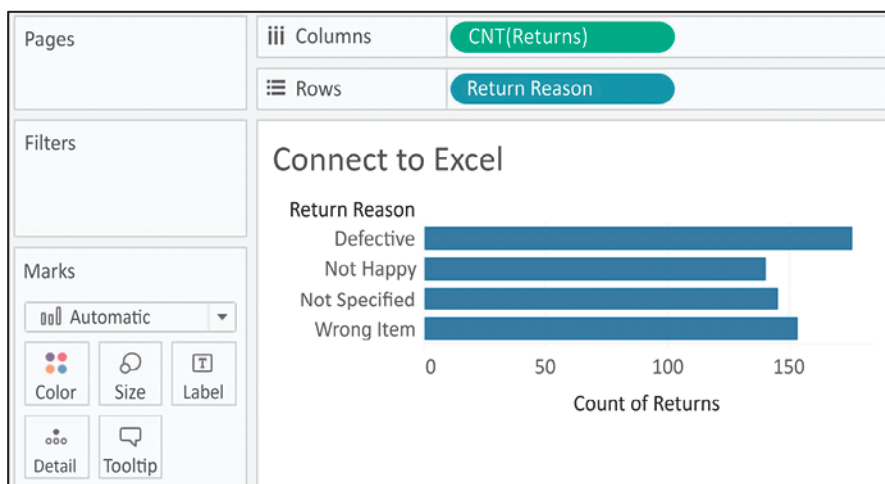 Pages
Columns
CNT(Returns)
Rows
Return Reason
Filters
Marks
Automatic
Color
Size
T
Label
Detail
Tooltip
Connect to Excel
Return Reason
Defective
Not Happy
Not Specified
Wrong Item
0 50 100 150
Count of Returns